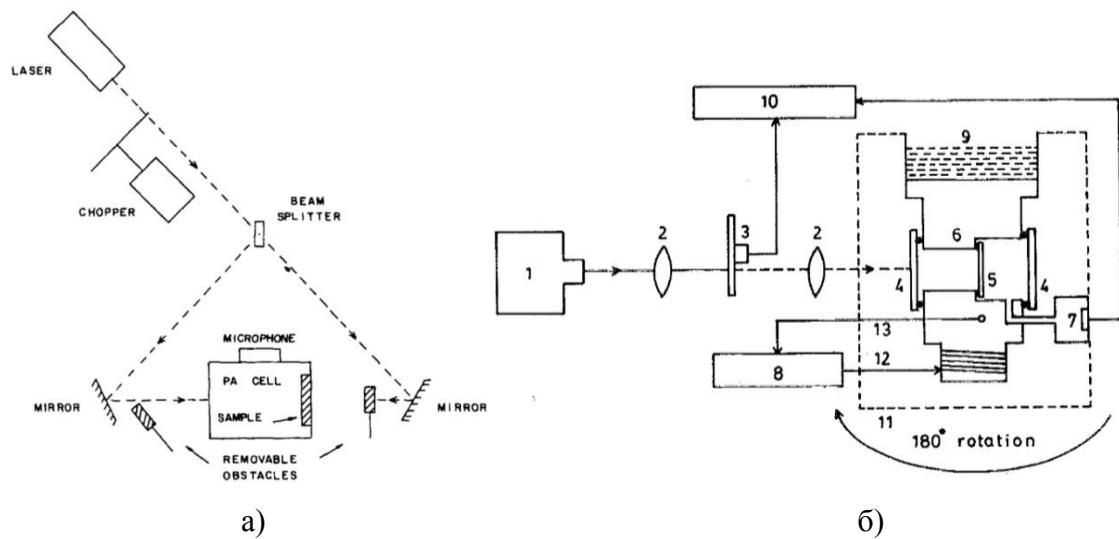 LASER
CHOPPER
BEAM
SPLITTER
MICROPHONE
PA CELL
SAMPLE
MIRROR
MIRROR
REMOVABLE
OBSTACLES
а)
10
9
1
2
3
2
6
4
5
4
7
13
8
12
11
180° rotation
б)